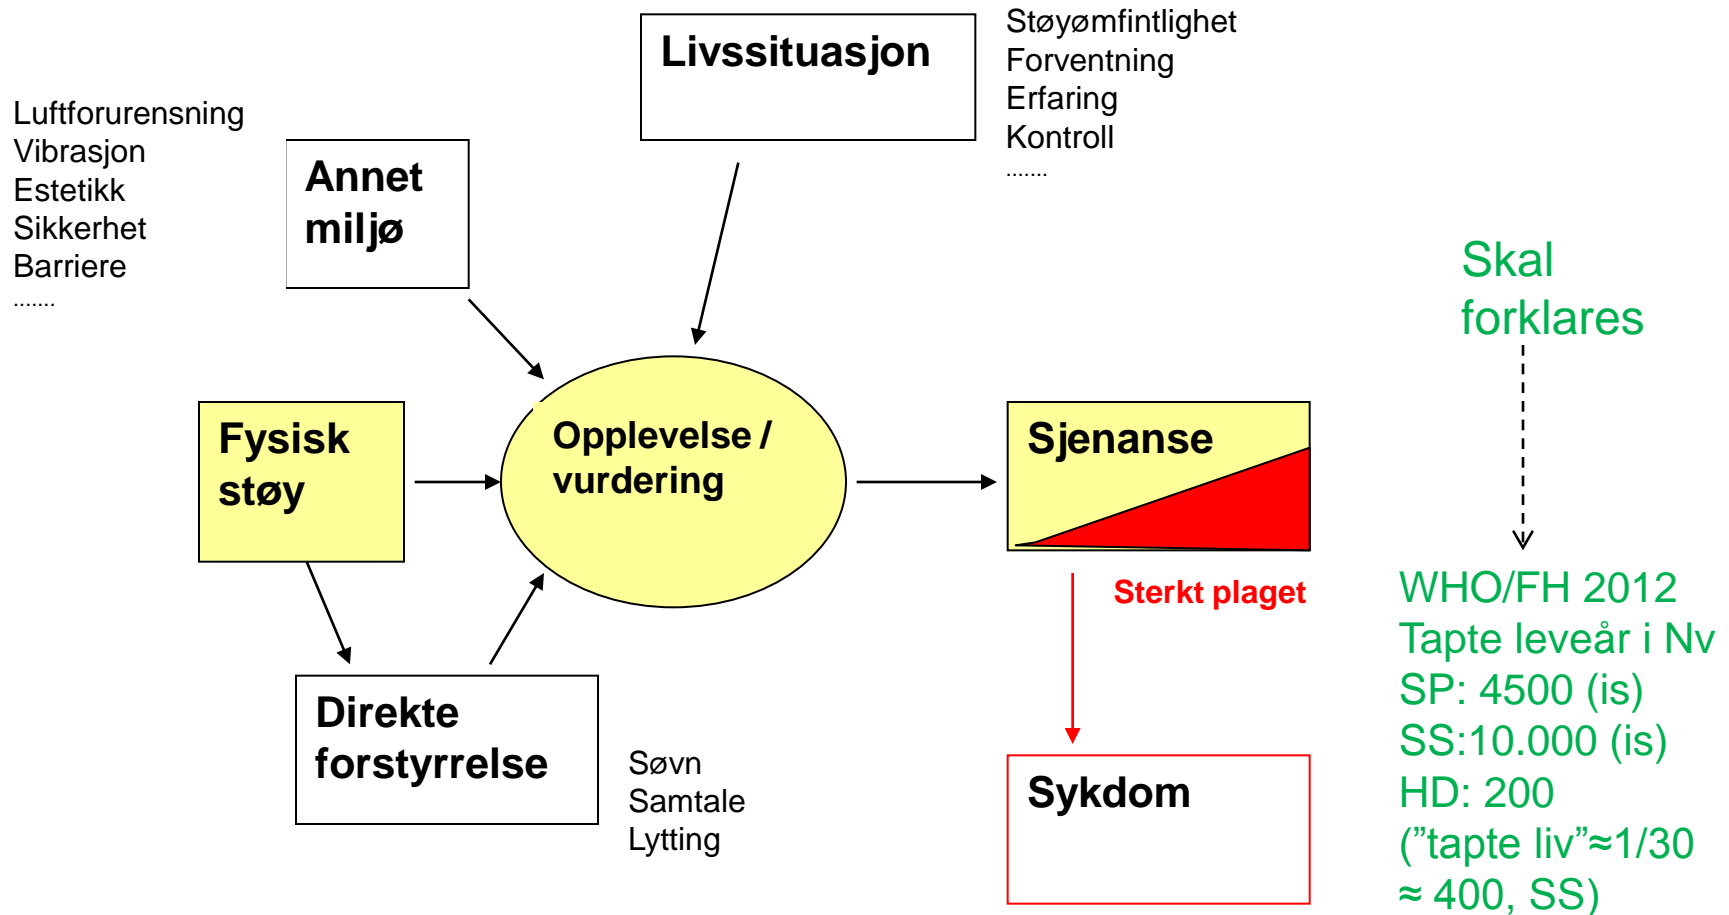 Livssituasjon
Støyømfintlighet
Forventning
Erfaring
Kontroll
.......
Luftforurensning
Vibrasjon
Estetikk
Sikkerhet
Barriere
.......
Annet
miljø
Skal
forklares
Fysisk
støy
Opplevelse /
vurdering
Sjenanse
Sterkt plaget
Direkte
forstyrrelse
Søvn
Samtale
Lytting
Sykdom
WHO/FH 2012
Tapte leveår i Nv
SP: 4500 (is)
SS:10.000 (is)
HD: 200
(”tapte liv”≈1/30
≈ 400, SS)